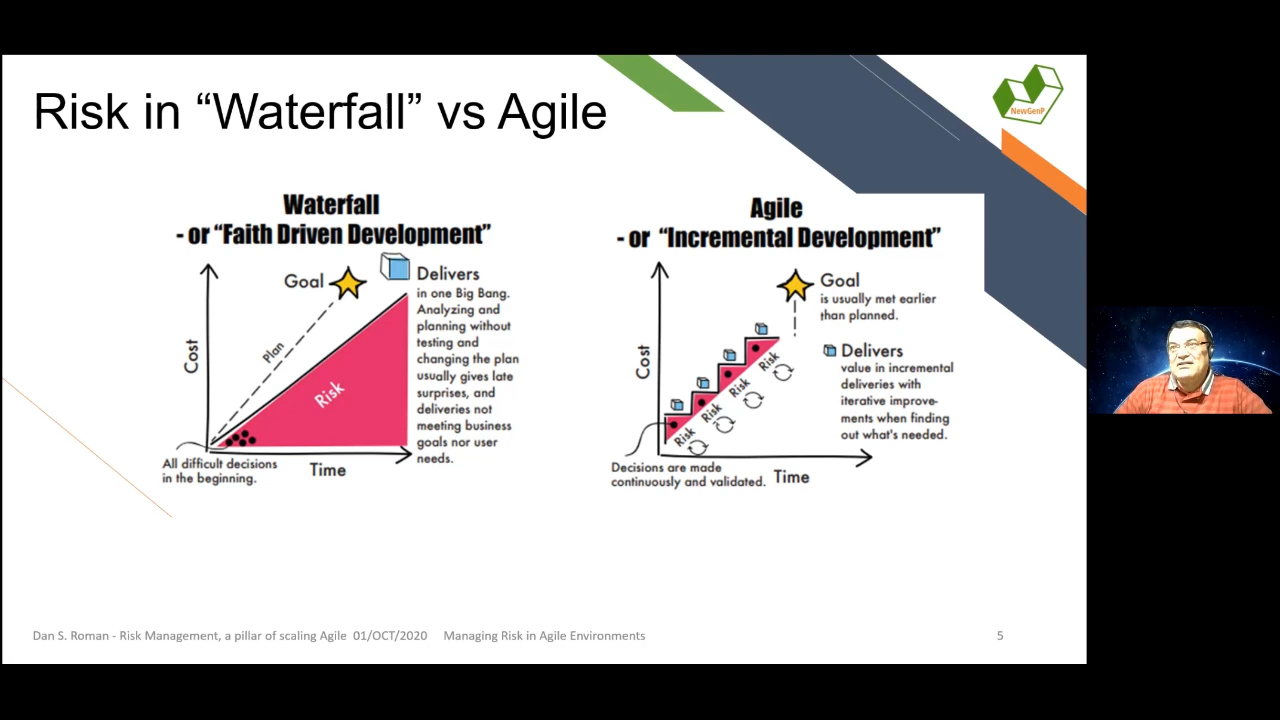 Risk in “Waterfall” vs Agile
NewGenP
Waterfall
- or “Faith Driven Development”
Goal
Delivers
in one Big Bang.
Analyzing and
planning without
testing and
changing the plan
usually gives late
surprises, and
deliveries not
meeting business
goals nor user
needs.
Cost
Plan
Risk
All difficult decisions
in the beginning.
Time
Agile
- or “Incremental Development”
Goal
is usually met earlier
than planned.
Delivers
value in incremental
deliveries with
iterative improve-
ments when finding
out what's needed.
Cost
Risk
Risk
Risk
Risk
Decisions are made
continuously and validated.
Time
Dan S. Roman - Risk Management, a pillar of scaling Agile 01/OCT/2020 Managing Risk in Agile Environments 5